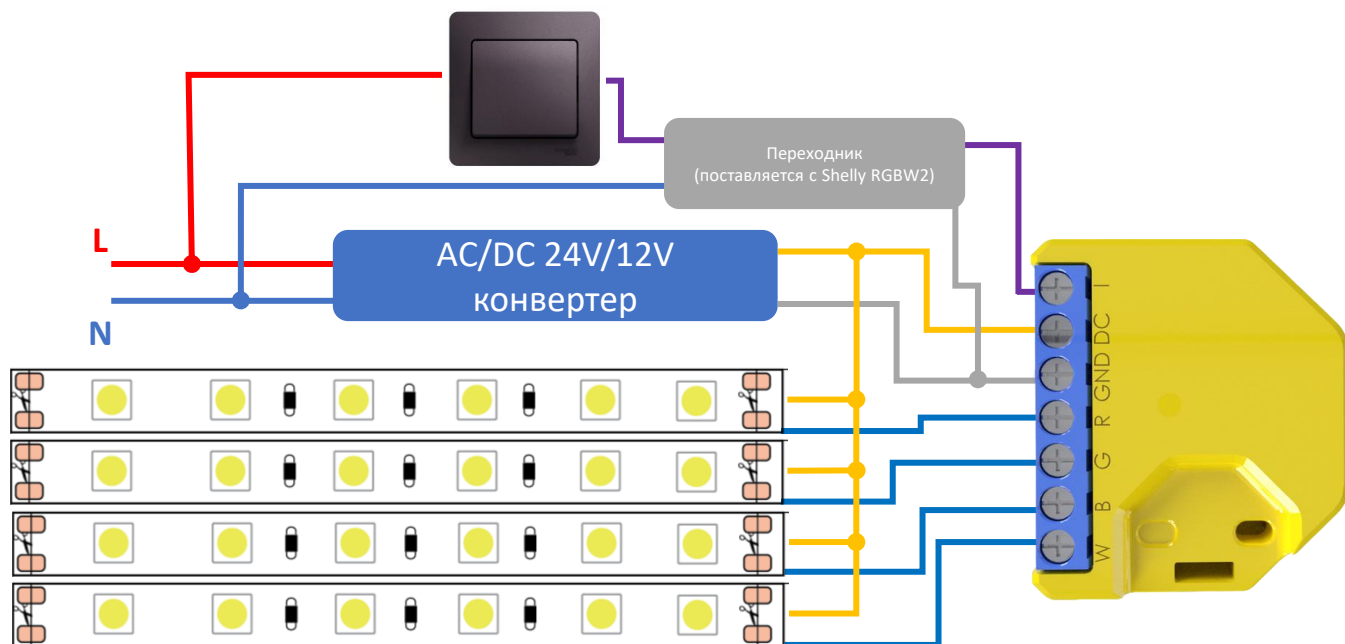 Переходник
(поставляется с Shelly RGBW2)
L
AC/DC 24V/12V
конвертер
N
I
DC
GND
R
G
B
W